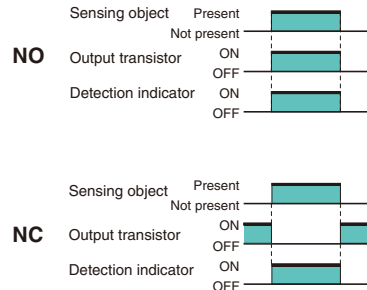 Sensing object Present
Not present
NO Output transistor ON
OFF
Detection indicator ON
OFF
Sensing object Present
Not present
NC Output transistor ON
OFF
Detection indicator ON
OFF